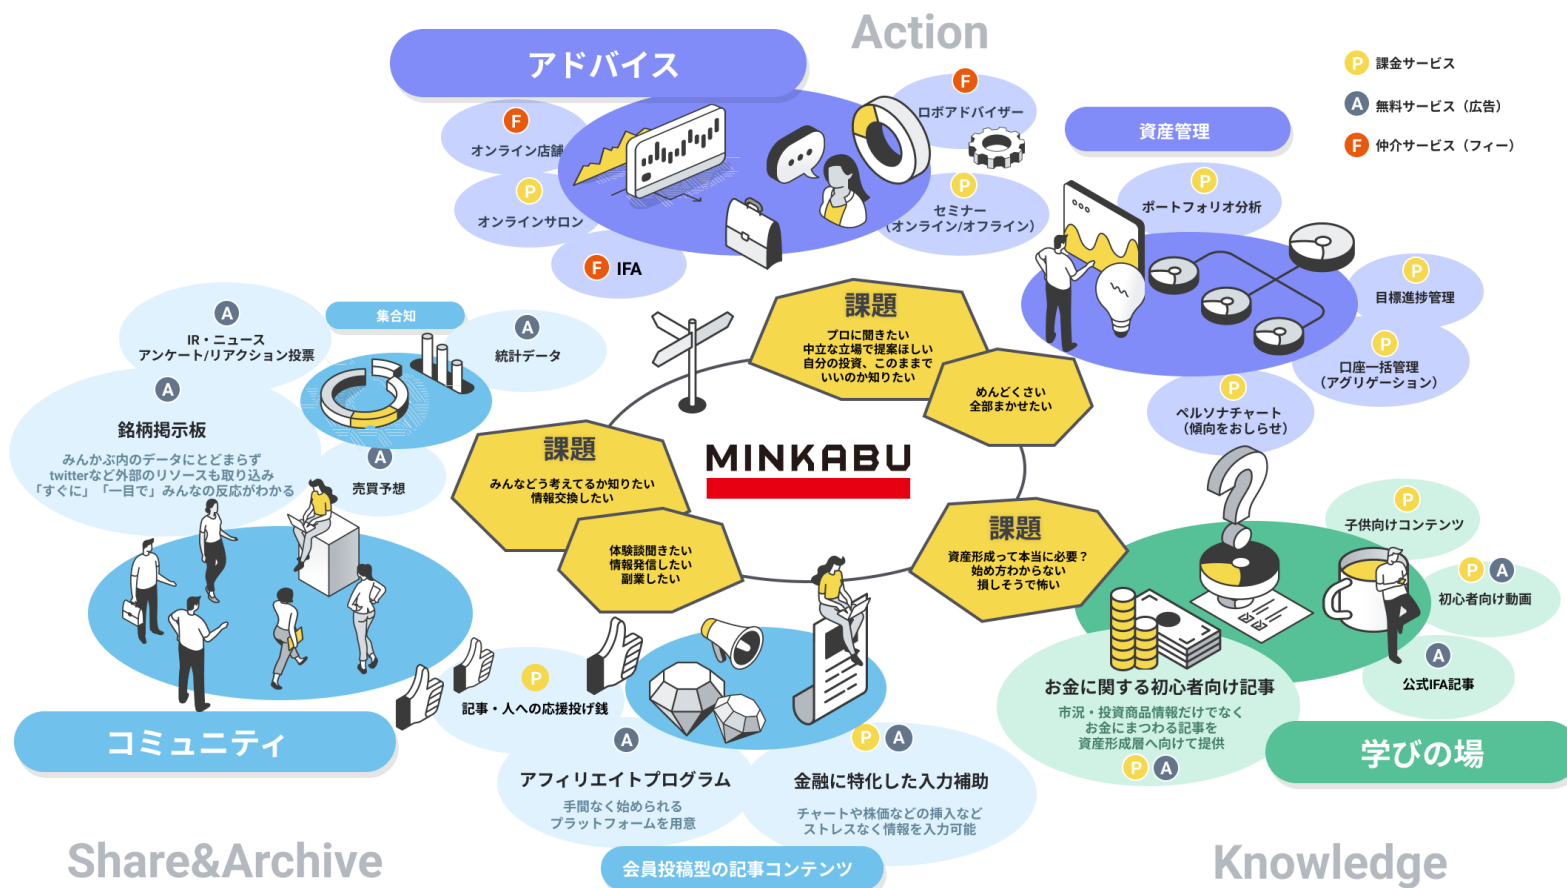 Action
アドバイス
P 課金サービス
A 無料サービス（広告）
F 仲介サービス（フィー）
F
オンライン店舗
F
ロボアドバイザー
P
オンラインサロン
P
セミナー
（オンライン/オフライン）
F IFA
資産管理
P
ポートフォリオ分析
P
目標進捗管理
P
口座一括管理
（アグリゲーション）
P
ペルソナチャート
（傾向をおしらせ）
課題
プロに聞きたい
中立な立場で提案ほしい
自分の投資、このままで
いいのか知りたい
めんどくさい
全部まかせたい
集合知
A
IR・ニュース
アンケート/リアクション投票
A
統計データ
A
銘柄掲示板
みんかぶ内のデータにとどまらず
twitterなど外部のリソースも取り込み
「すぐに」「一目で」みんなの反応がわかる
A
売買予想
課題
みんなどう考えてるか知りたい
情報交換したい
体験談聞きたい
情報発信したい
副業したい
MINKABU
課題
資産形成って本当に必要？
始め方わからない
損しそうで怖い
P
子供向けコンテンツ
P A
初心者向け動画
A
公式IFA記事
お金に関する初心者向け記事
市況・投資商品情報だけでなく
お金にまつわる記事を
資産形成層へ向けて提供
P A
学びの場
コミュニティ
P
記事・人への応援投げ銭
A
アフィリエイトプログラム
手間なく始められる
プラットフォームを用意
P A
金融に特化した入力補助
チャートや株価などの挿入など
ストレスなく情報を入力可能
会員投稿型の記事コンテンツ
Share&Archive
Knowledge